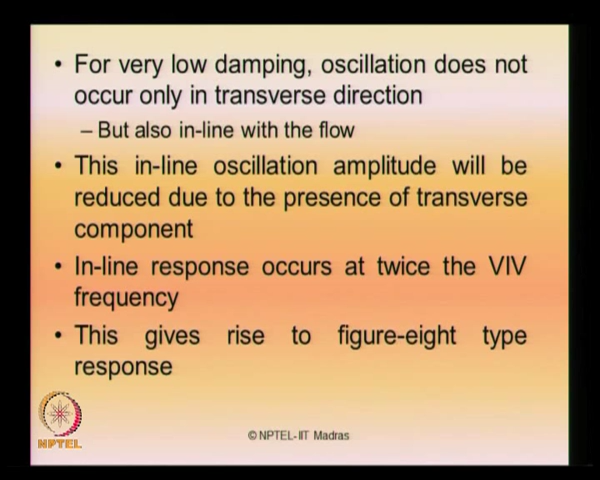 • For very low damping, oscillation does not
occur only in transverse direction
– But also in-line with the flow
• This in-line oscillation amplitude will be
reduced due to the presence of transverse
component
• In-line response occurs at twice the VIV
frequency
• This gives rise to figure-eight type
response
NPTEL
© NPTEL- IIT Madras